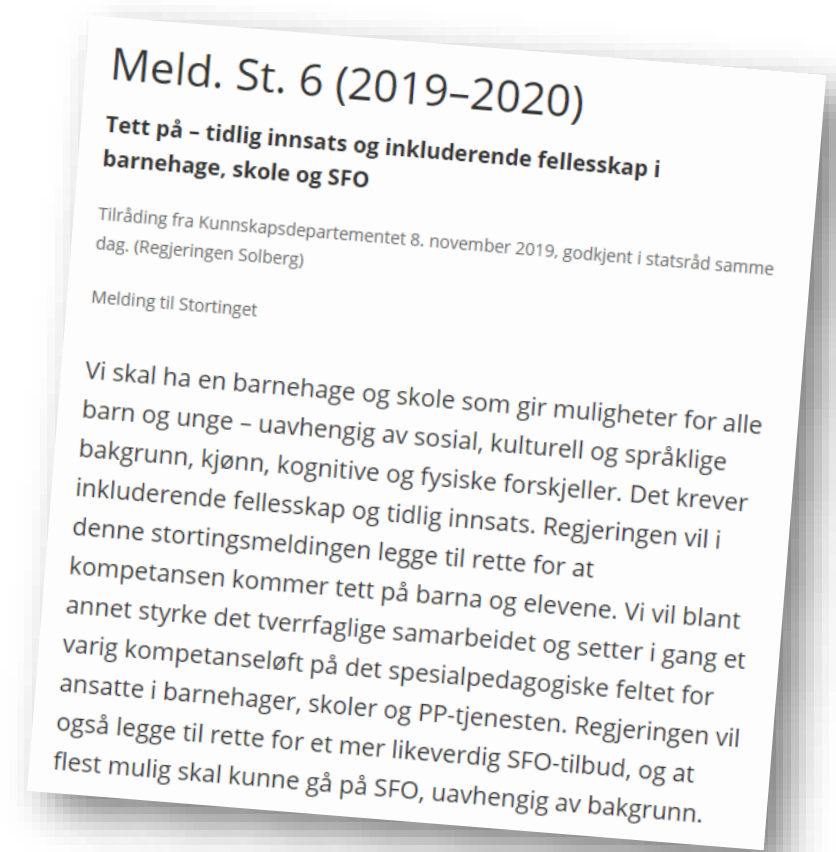 Meld. St. 6 (2019–2020)
Tett på – tidlig innsats og inkluderende fellesskap i
barnehage, skole og SFO
Tilråding fra Kunnskapsdepartementet 8. november 2019, godkjent i statsråd samme
dag. (Regjeringen Solberg)
Melding til Stortinget
Vi skal ha en barnehage og skole som gir muligheter for alle
barn og unge – uavhengig av sosial, kulturell og språklige
bakgrunn, kjønn, kognitive og fysiske forskjeller. Det krever
inkluderende fellesskap og tidlig innsats. Regjeringen vil i
denne stortingsmeldingen legge til rette for at
kompetansen kommer tett på barna og elevene. Vi vil blant
annet styrke det tverrfaglige samarbeidet og setter i gang et
varig kompetanseløft på det spesialpedagogiske feltet for
ansatte i barnehager, skoler og PP-tjenesten. Regjeringen vil
også legge til rette for et mer likeverdig SFO-tilbud, og at
flest mulig skal kunne gå på SFO, uavhengig av bakgrunn.